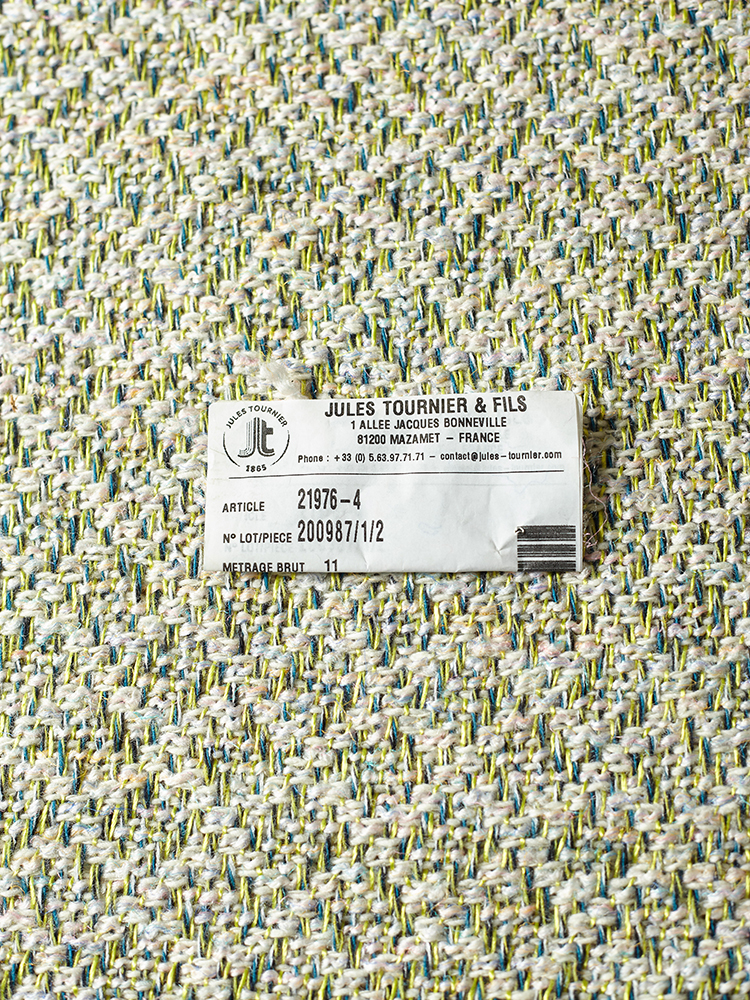 JULES TOURNIER
Jt
1865
JULES TOURNIER & FILS
1 ALLEE JACQUES BONNEVILLE
81200 MAZAMET – FRANCE
Phone : +33 (0) 5.63.97.71.71 – contact@jules-tournier.com
ARTICLE 21976-4
N° LOT/PIECE 200987/1/2
METRAGE BRUT 11